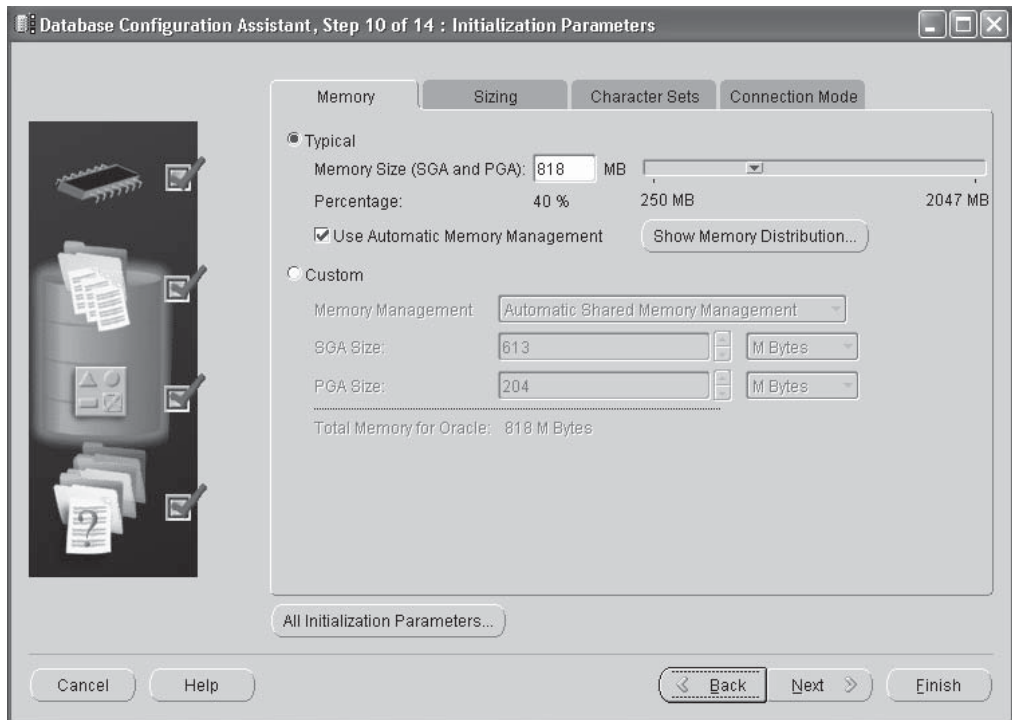 Database Configuration Assistant, Step 10 of 14 : Initialization Parameters
Memory Sizing Character Sets Connection Mode
Typical
Memory Size (SGA and PGA): 818 MB
Percentage: 40 % 250 MB 2047 MB
Use Automatic Memory Management Show Memory Distribution...
Custom
Memory Management Automatic Shared Memory Management
SGA Size: 613 M Bytes
PGA Size: 204 M Bytes
Total Memory for Oracle: 818 M Bytes
?
All Initialization Parameters...
Cancel Help Back Next Finish